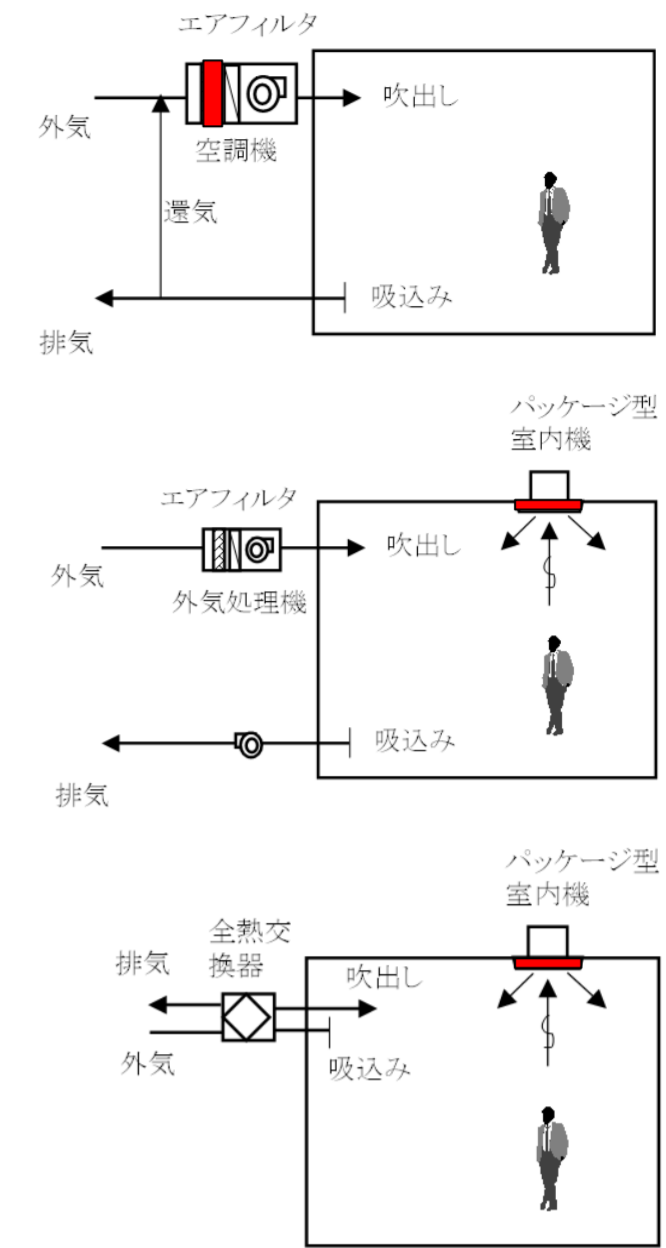 エアフィルタ
吹出し
外気
空調機
還気
吸込み
排気
パッケージ型
室内機
エアフィルタ
吹出し
外気
外気処理機
吸込み
排気
パッケージ型
室内機
全熱交
換器
排気
吹出し
外気
吸込み